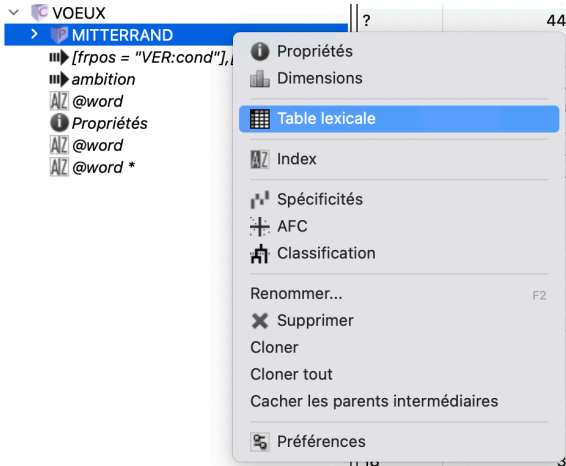 VOEUX
MITTERRAND
[frpos = "VER:cond"],[
ambition
@word
Propriétés
@word
@word *
?
44
Propriétés
Dimensions
Table lexicale
Index
Spécificités
AFC
Classification
Renommer... F2
Supprimer
Cloner
Cloner tout
Cacher les parents intermédiaires
Préférences